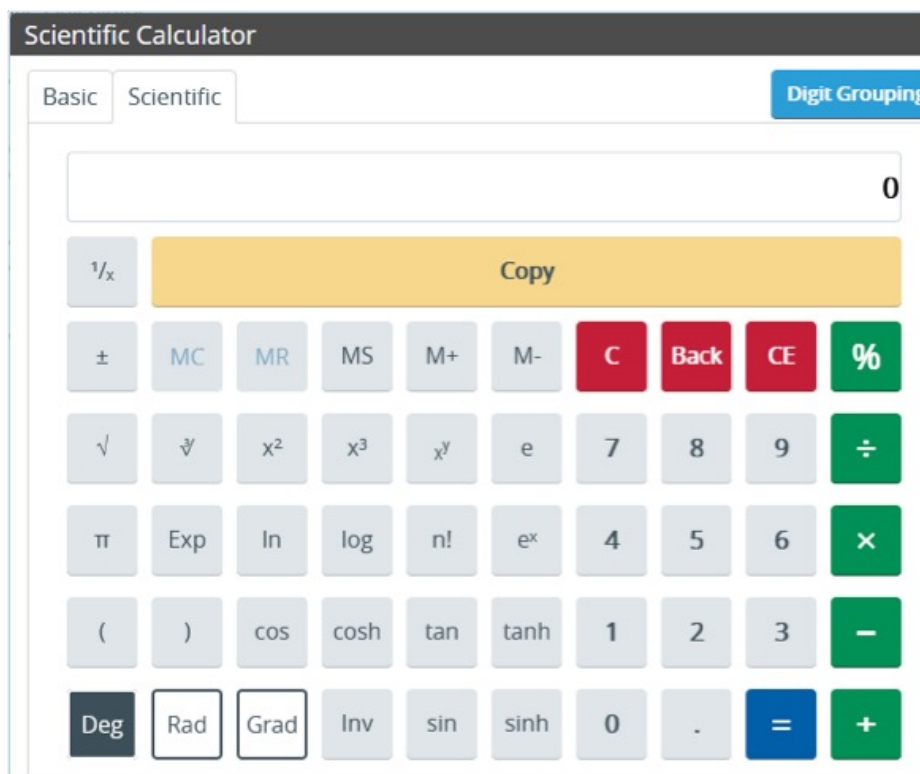 Scientific Calculator
Basic Scientific Digit Grouping
0
1/x Copy
± MC MR MS M+ M- C Back CE %
√ ∛ x² x³ xʸ e 7 8 9 ÷
π Exp ln log n! eˣ 4 5 6 ×
( ) cos cosh tan tanh 1 2 3 −
Deg Rad Grad Inv sin sinh 0 . = +